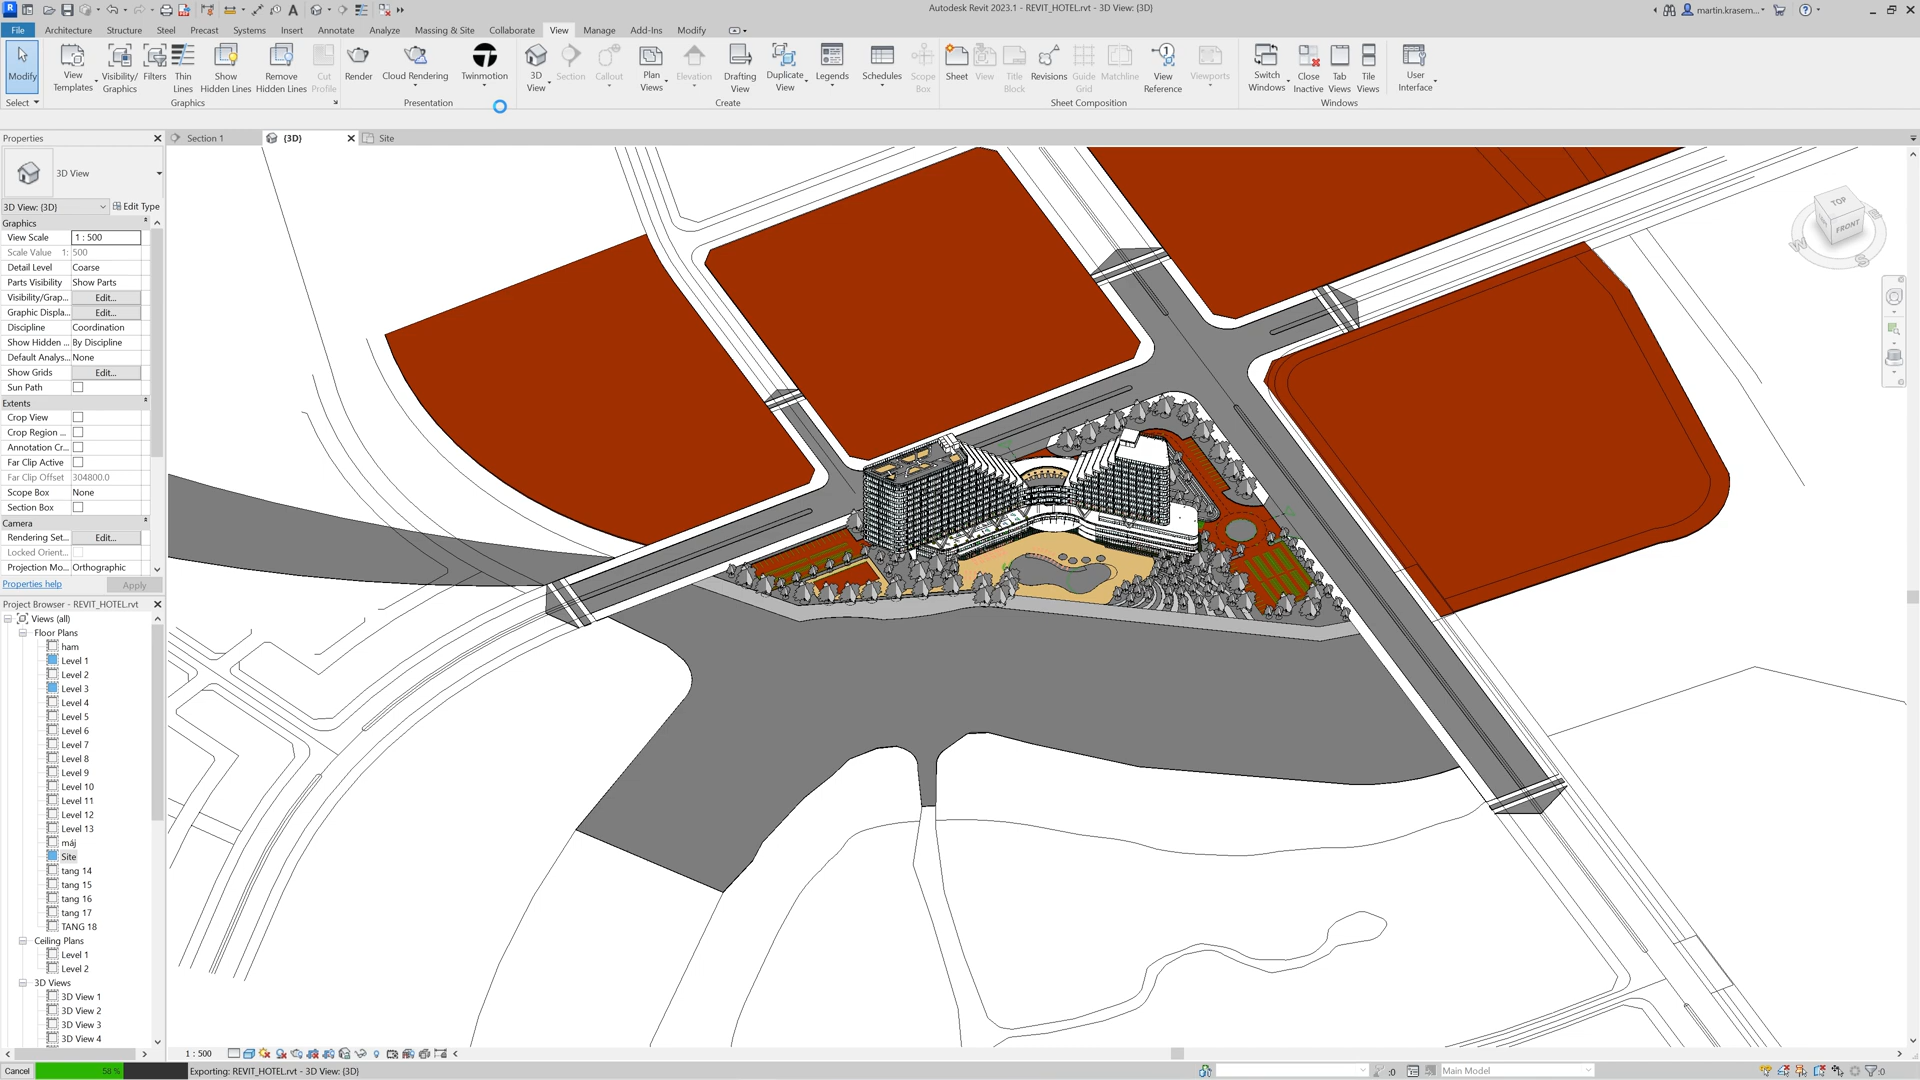 Autodesk Revit 2023.1 - REVIT_HOTEL.rvt - 3D View: {3D}
martin.krasem...
File Architecture Structure Steel Precast Systems Insert Annotate Analyze Massing & Site Collaborate View Manage Add-Ins Modify
Modify
View Templates
Visibility/ Graphics
Filters
Thin Lines
Show Hidden Lines
Remove Hidden Lines
Cut Profile
Render
Cloud Rendering
Twinmotion
3D View
Section
Callout
Plan Views
Elevation
Drafting View
Duplicate View
Legends
Schedules
Scope Box
Sheet
View
Title Block
Revisions
Guide Grid
Matchline
View Reference
Viewports
Switch Windows
Close Inactive
Tab Views
Tile Views
User Interface
Select
Graphics
Presentation
Create
Sheet Composition
Windows
Properties
Section 1
{3D}
Site
3D View
3D View: {3D}
Edit Type
Graphics
View Scale 1 : 500
Scale Value 1: 500
Detail Level Coarse
Parts Visibility Show Parts
Visibility/Grap... Edit...
Graphic Displa... Edit...
Discipline Coordination
Show Hidden ... By Discipline
Default Analys... None
Show Grids Edit...
Sun Path
Extents
Crop View
Crop Region ...
Annotation Cr...
Far Clip Active
Far Clip Offset 304800.0
Scope Box None
Section Box
Camera
Rendering Set... Edit...
Locked Orient...
Projection Mo... Orthographic
Properties help
Apply
Project Browser - REVIT_HOTEL.rvt
Views (all)
Floor Plans
ham
Level 1
Level 2
Level 3
Level 4
Level 5
Level 6
Level 7
Level 8
Level 9
Level 10
Level 11
Level 12
Level 13
máj
Site
tang 14
tang 15
tang 16
tang 17
TANG 18
Ceiling Plans
Level 1
Level 2
3D Views
3D View 1
3D View 2
3D View 3
3D View 4
TOP
FRONT
W
S
1 : 500
Cancel
58 %
Exporting: REVIT_HOTEL.rvt - 3D View: {3D}
:0
Main Model
:0